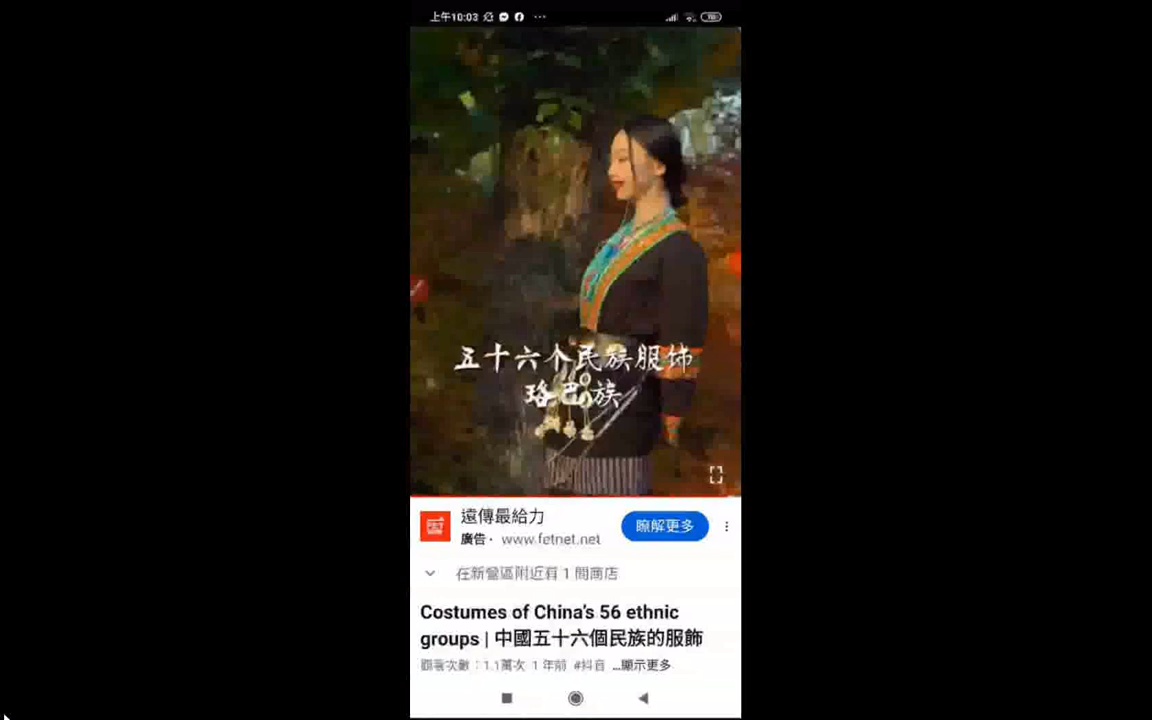 上午10:03
五十六个民族服饰
珞巴族
遠傳最給力
瞭解更多
廣告· www.fetnet.net
在新營區附近有 1 間商店
Costumes of China's 56 ethnic
groups | 中國五十六個民族的服飾
觀看次數：1.1萬次 1 年前 #抖音 ...顯示更多